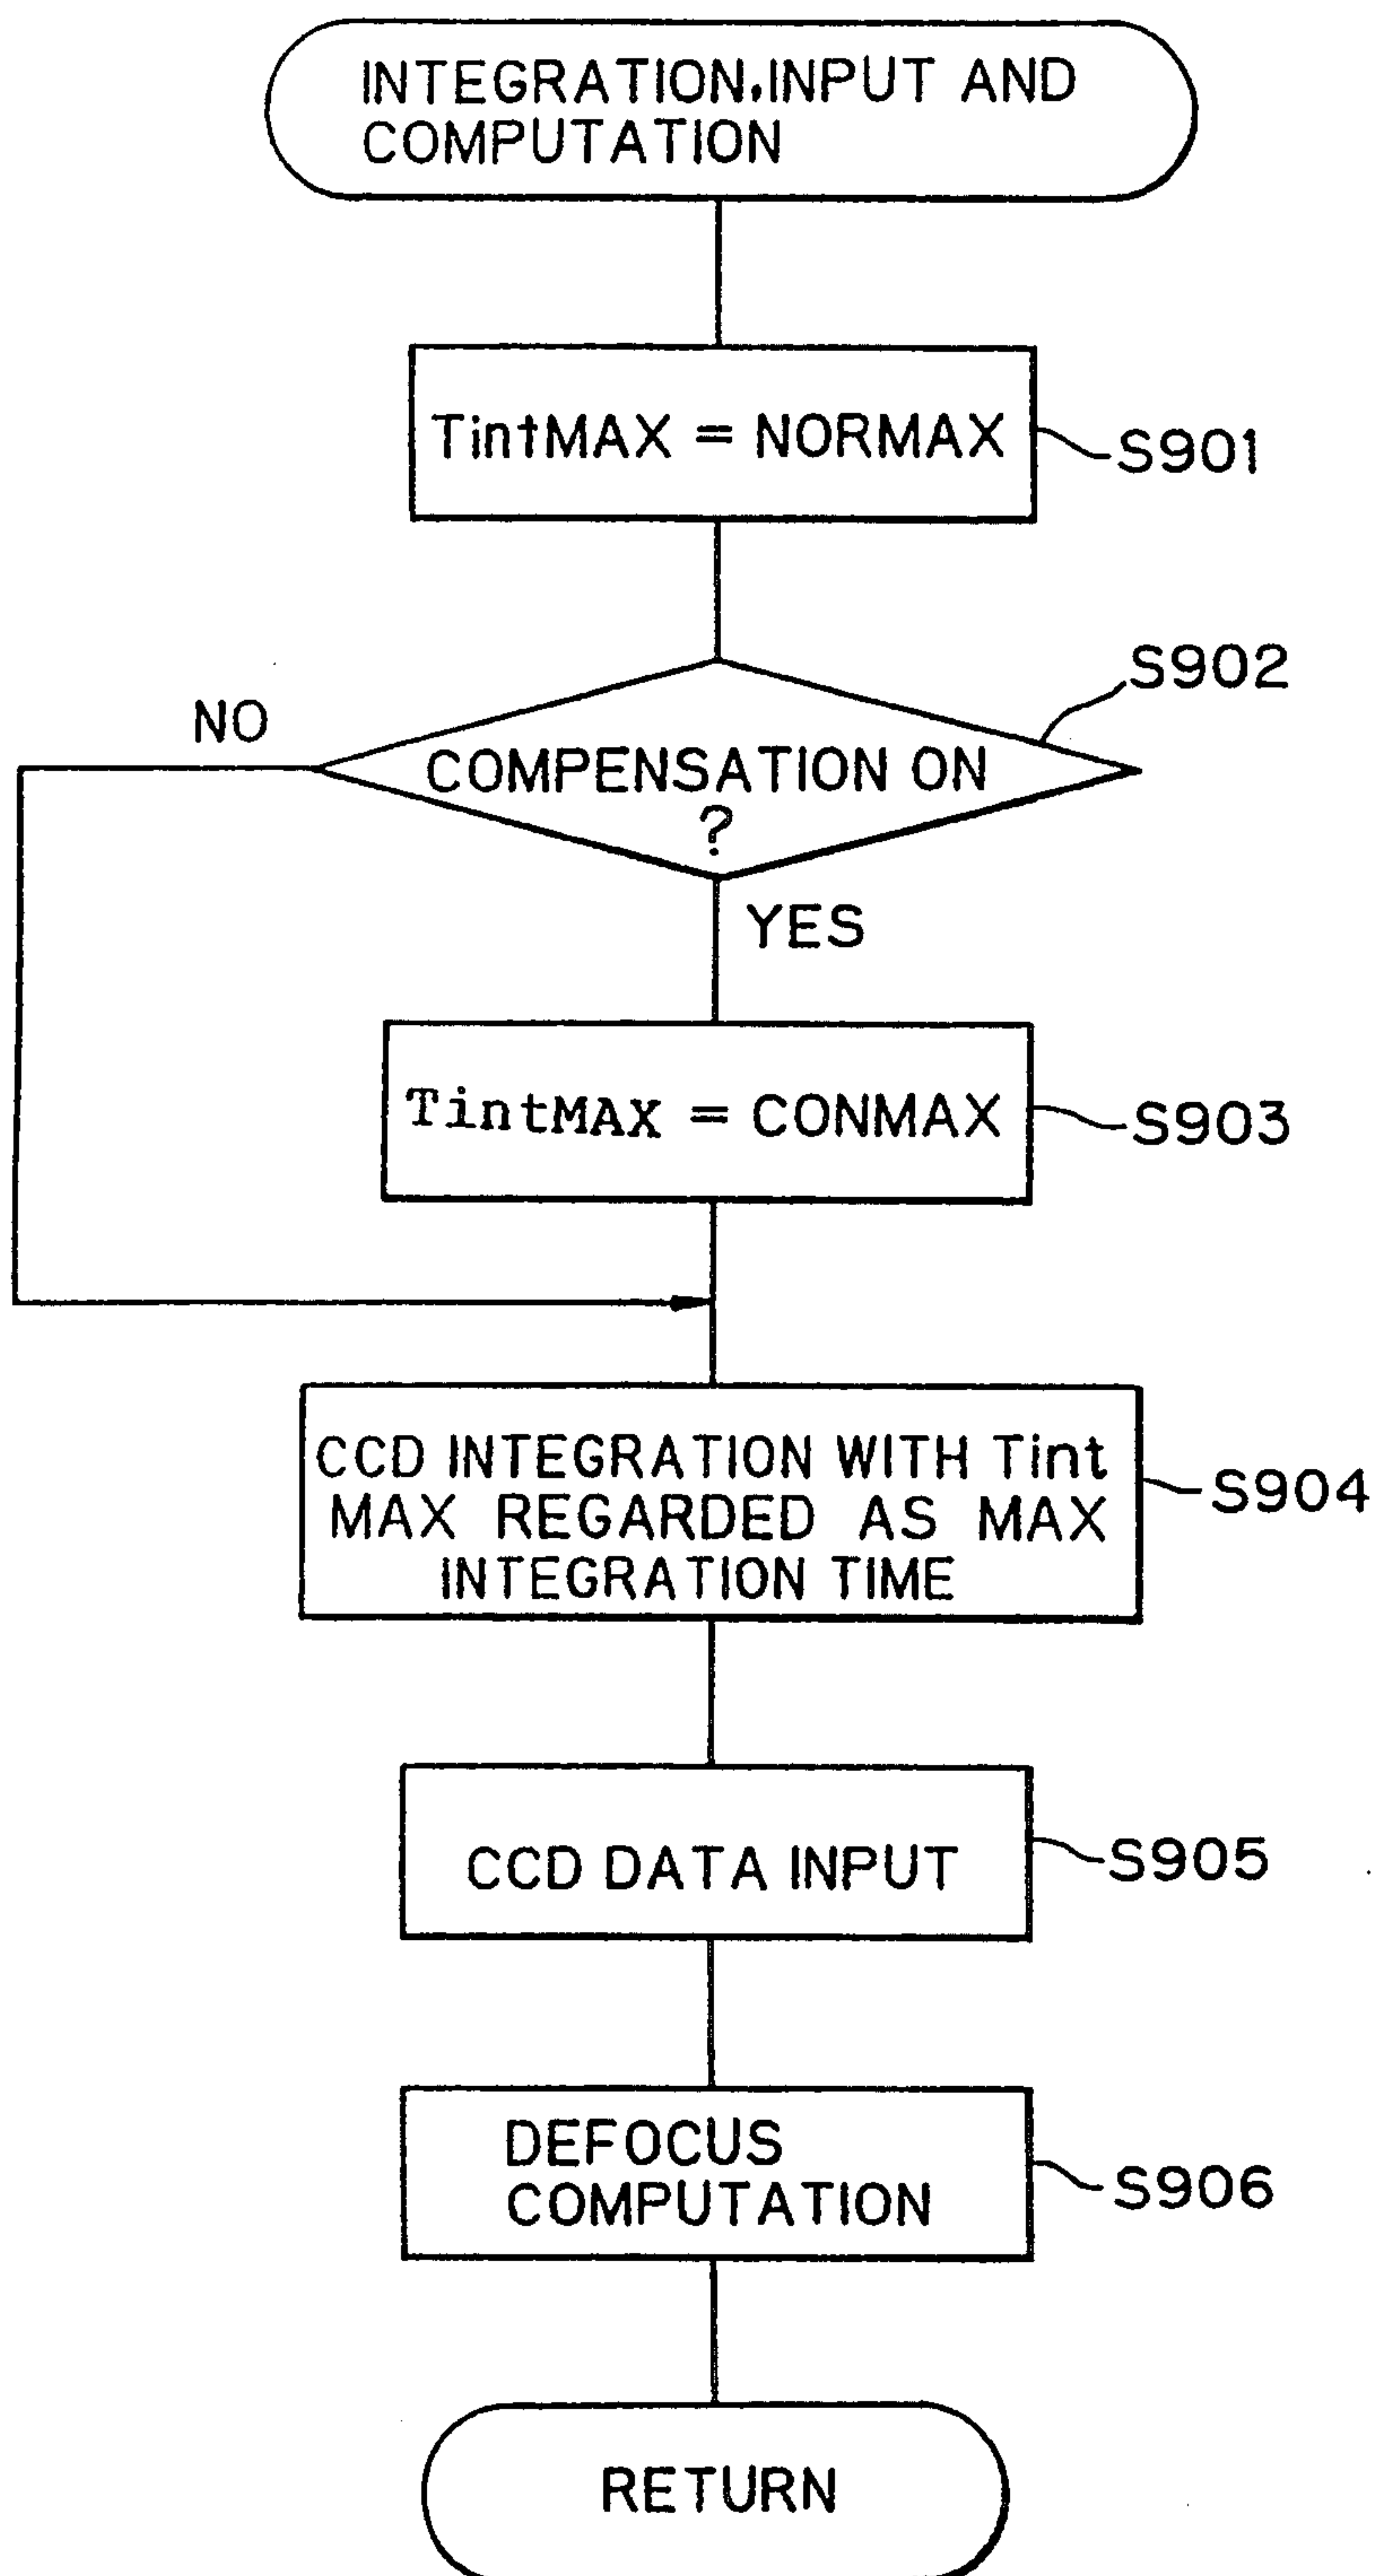 INTEGRATION.INPUT AND
COMPUTATION
TintMAX = NORMAX
S901
S902
NO
COMPENSATION ON
?
YES
TintMAX = CONMAX
S903
CCD INTEGRATION WITH Tint
MAX REGARDED AS MAX
INTEGRATION TIME
S904
CCD DATA INPUT
S905
DEFOCUS
COMPUTATION
S906
RETURN